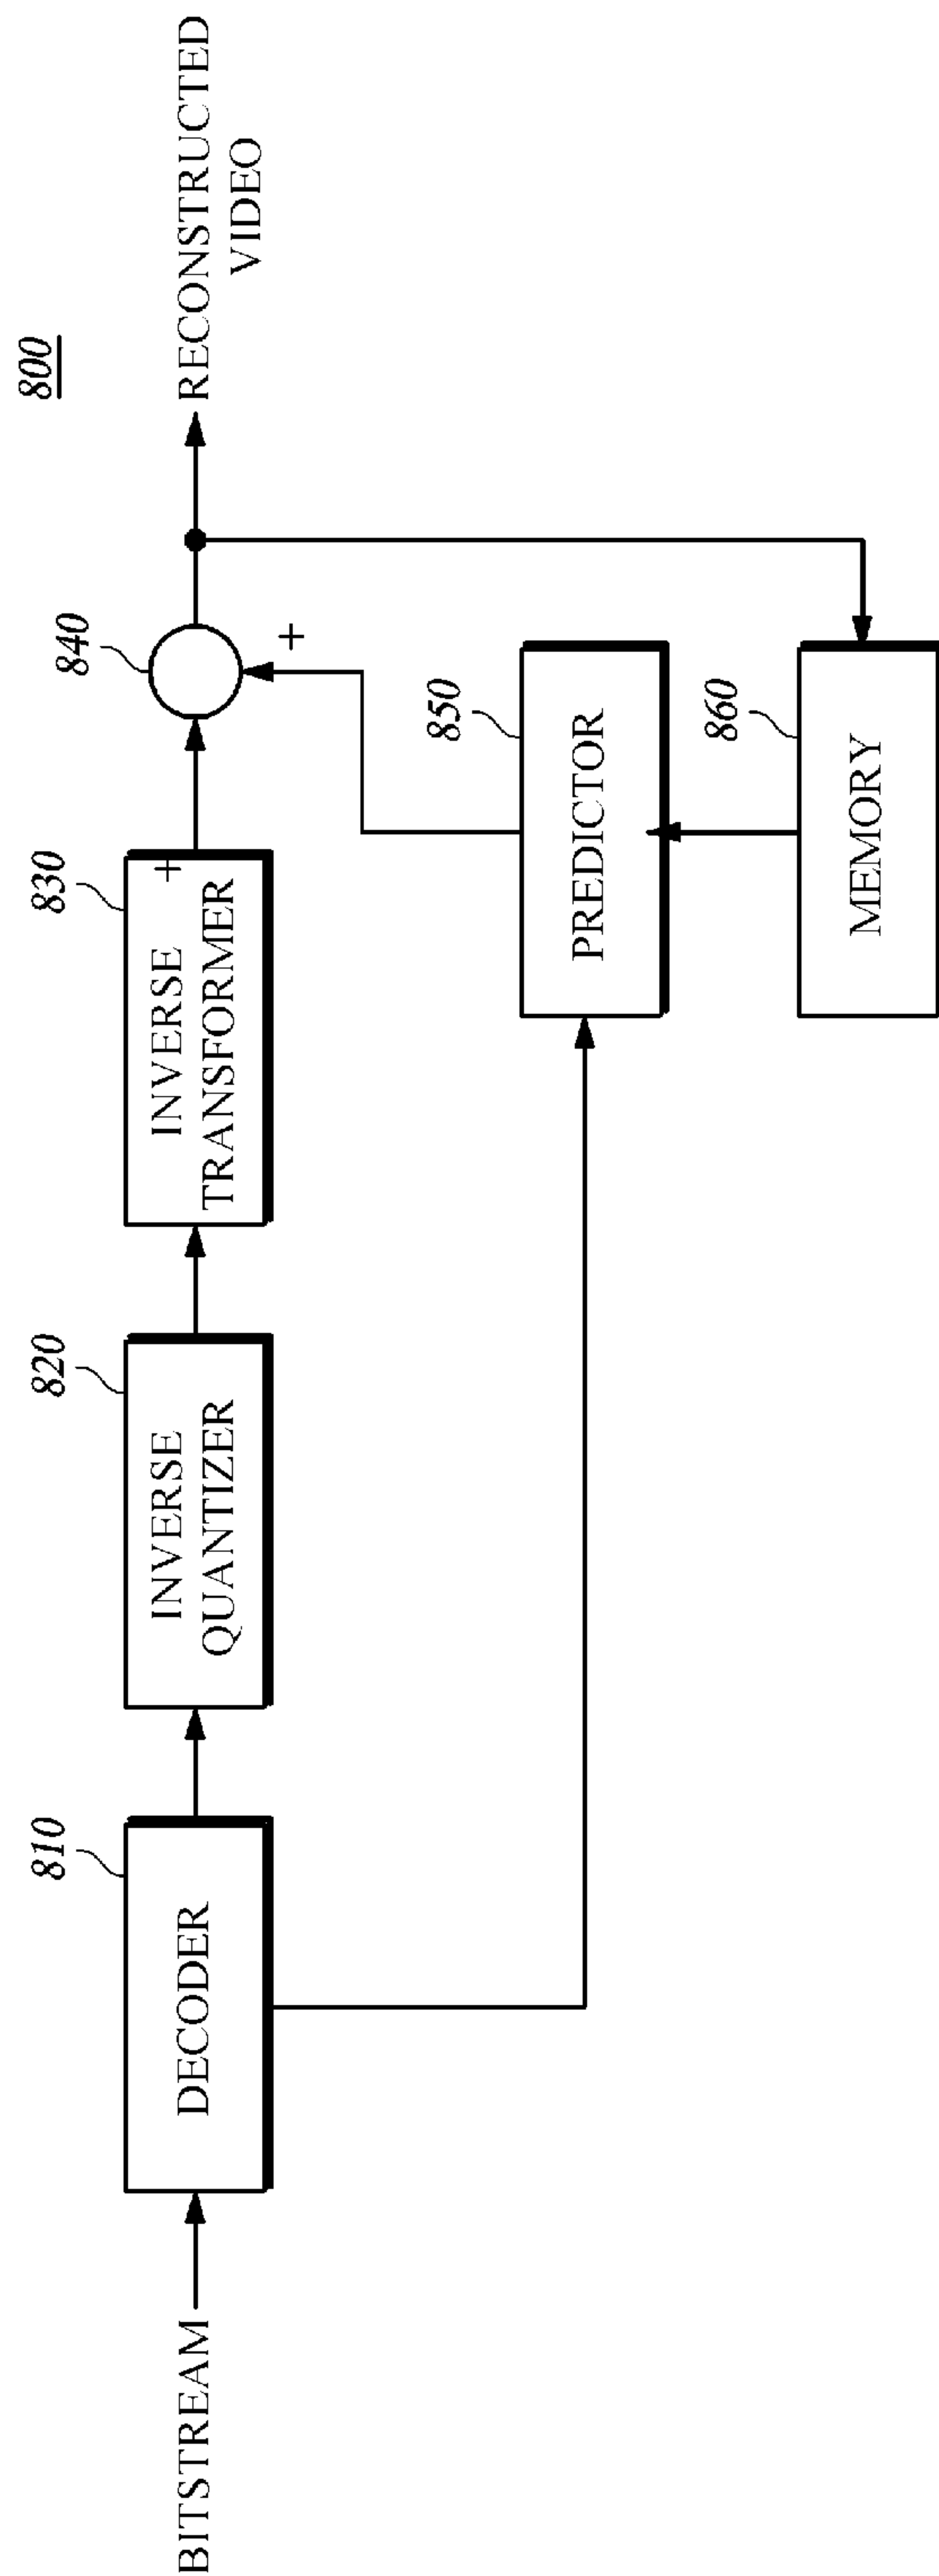 800
BITSTREAM
810
DECODER
820
INVERSE
QUANTIZER
830
INVERSE
TRANSFORMER
+
840
+
RECONSTRUCTED
VIDEO
850
PREDICTOR
860
MEMORY